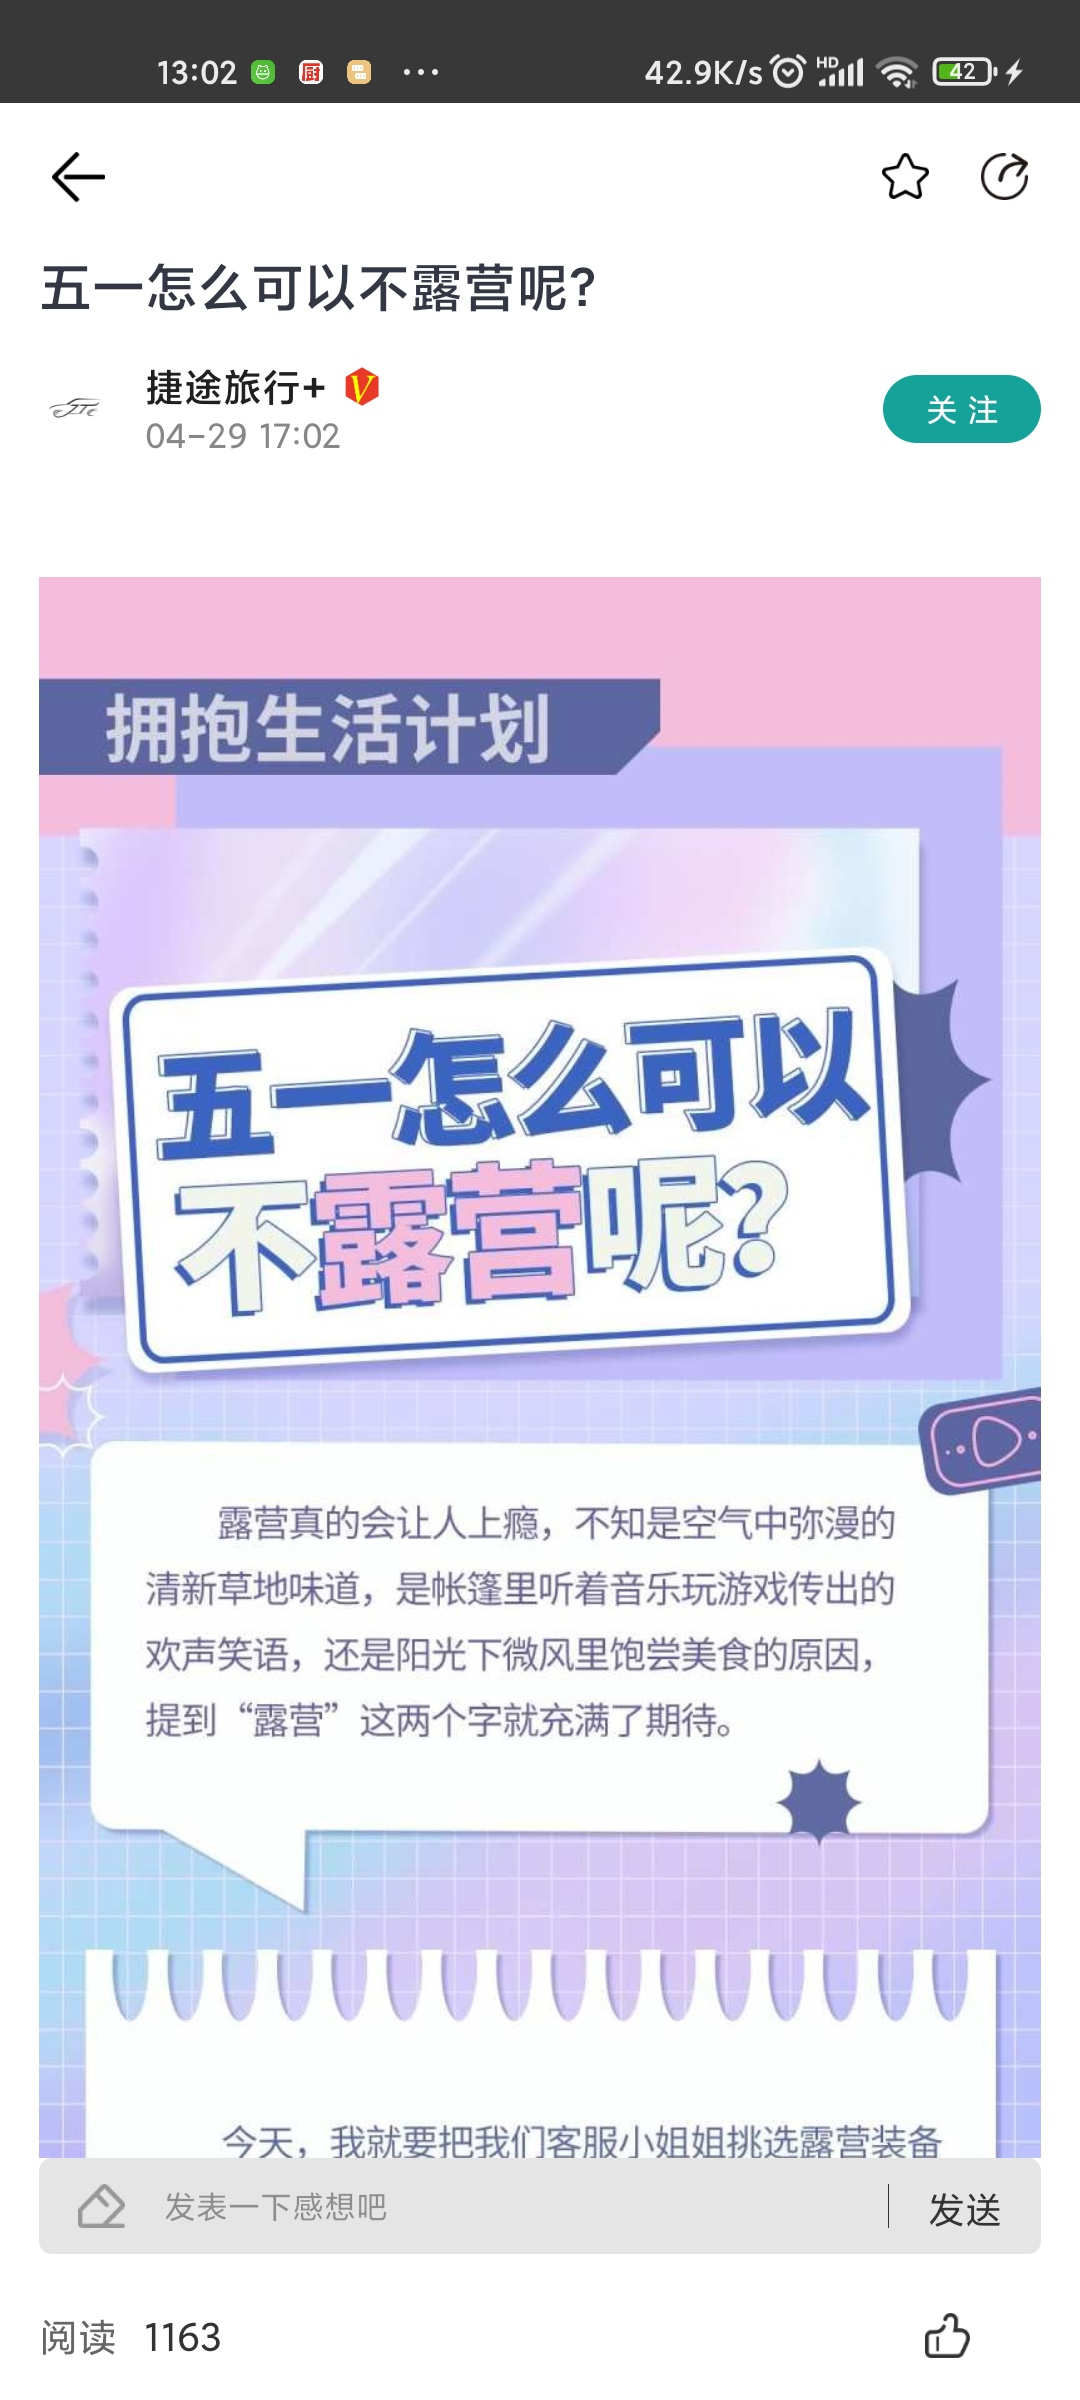 13:02
42.9K/s
HD
42
五一怎么可以不露营呢?
捷途旅行+
04-29 17:02
关注
拥抱生活计划
五一怎么可以
不露营呢?
露营真的会让人上瘾，不知是空气中弥漫的
清新草地味道，是帐篷里听着音乐玩游戏传出的
欢声笑语，还是阳光下微风里饱尝美食的原因，
提到“露营”这两个字就充满了期待。
今天，我就要把我们客服小姐姐挑选露营装备
发表一下感想吧
发送
阅读 1163